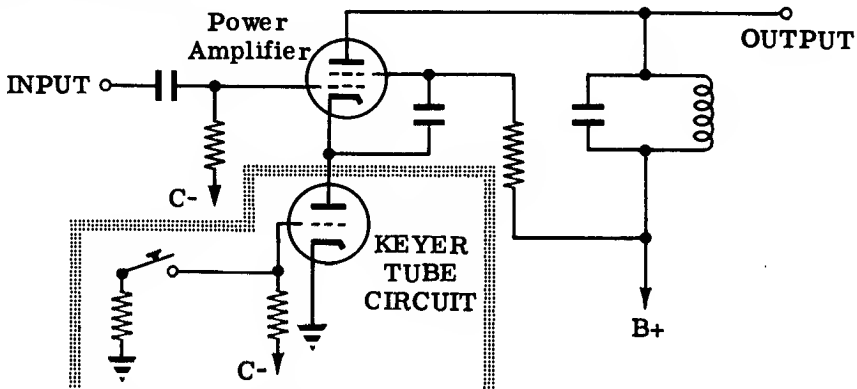 Power
Amplifier
OUTPUT
INPUT
C-
KEYER
TUBE
CIRCUIT
C-
B+